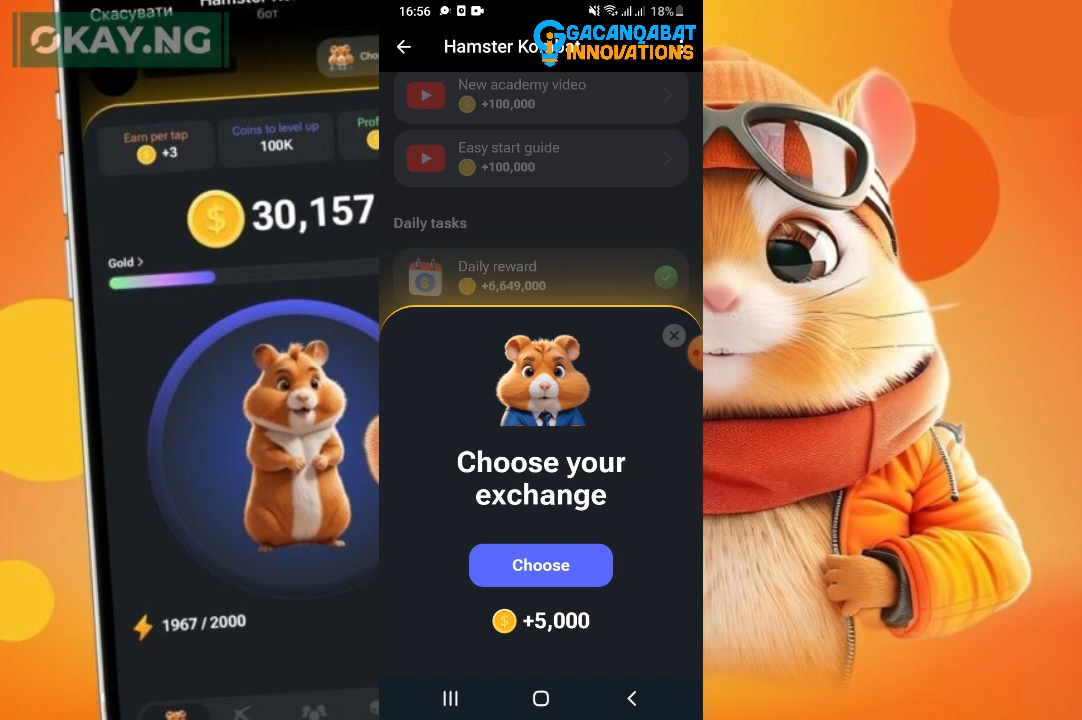 Скасувати
бот
OKAY.NG
Cho
Earn per tap
+3
Coins to level up
100K
Prof
30,157
Gold >
1967 / 2000
16:56
18%
Hamster Kombat
GACANQABAT
INNOVATIONS
New academy video
+100,000
Easy start guide
+100,000
Daily tasks
Daily reward
+6,649,000
Choose your
exchange
Choose
+5,000